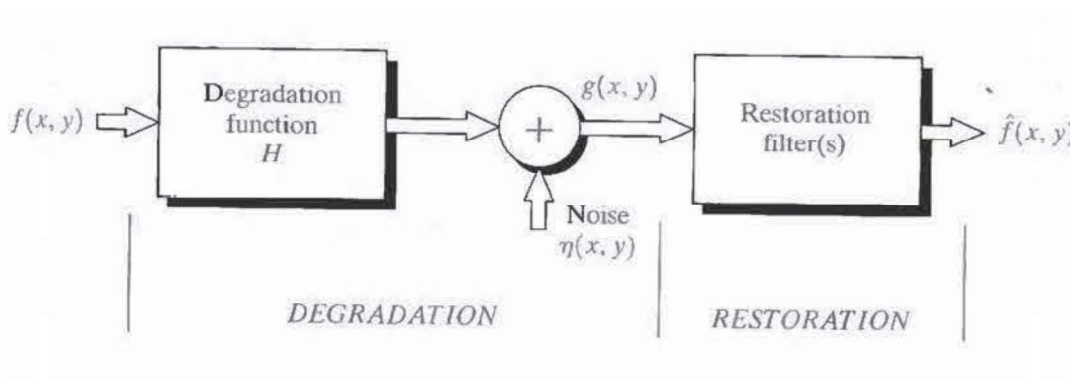 f(x, y)
Degradation
function
H
+
g(x, y)
Noise
η(x, y)
Restoration
filter(s)
f̂(x, y)
DEGRADATION
RESTORATION